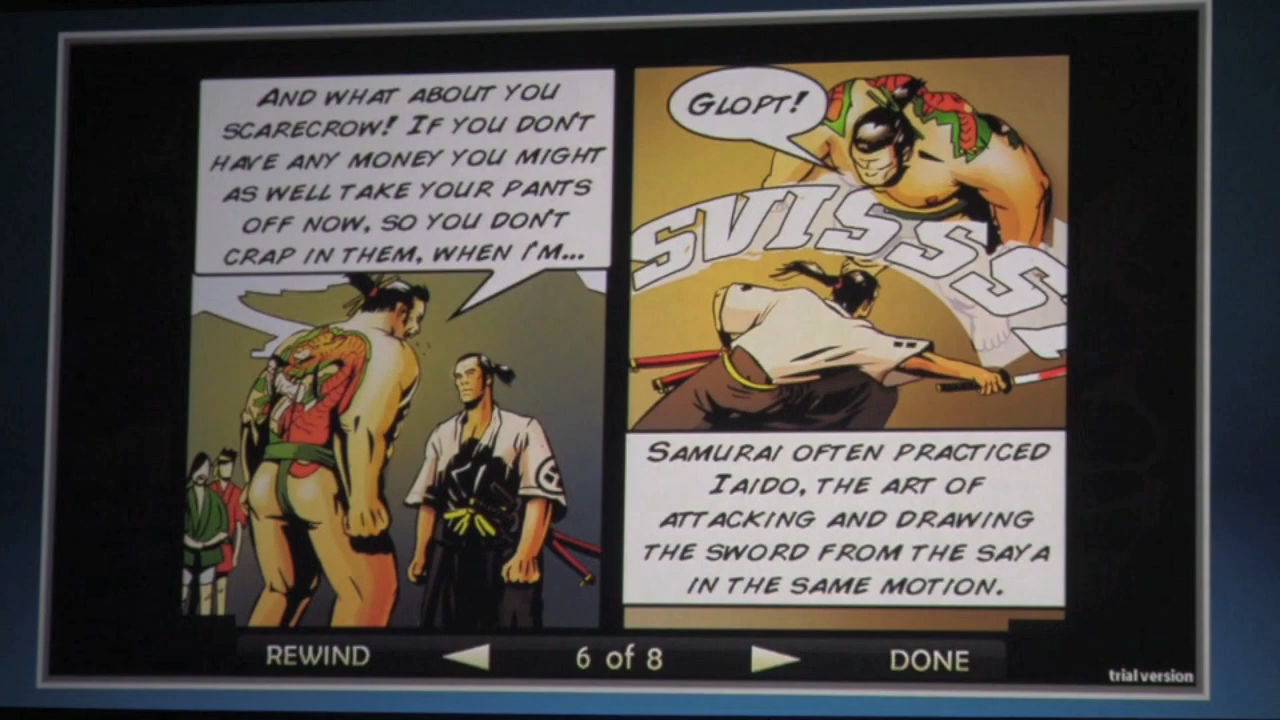 AND WHAT ABOUT YOU
SCARECROW! IF YOU DON'T
HAVE ANY MONEY YOU MIGHT
AS WELL TAKE YOUR PANTS
OFF NOW, SO YOU DON'T
CRAP IN THEM, WHEN I'M...
GLOPT!
SVISSS!
SAMURAI OFTEN PRACTICED
IAIDO, THE ART OF
ATTACKING AND DRAWING
THE SWORD FROM THE SAYA
IN THE SAME MOTION.
REWIND
6 of 8
DONE
trial version